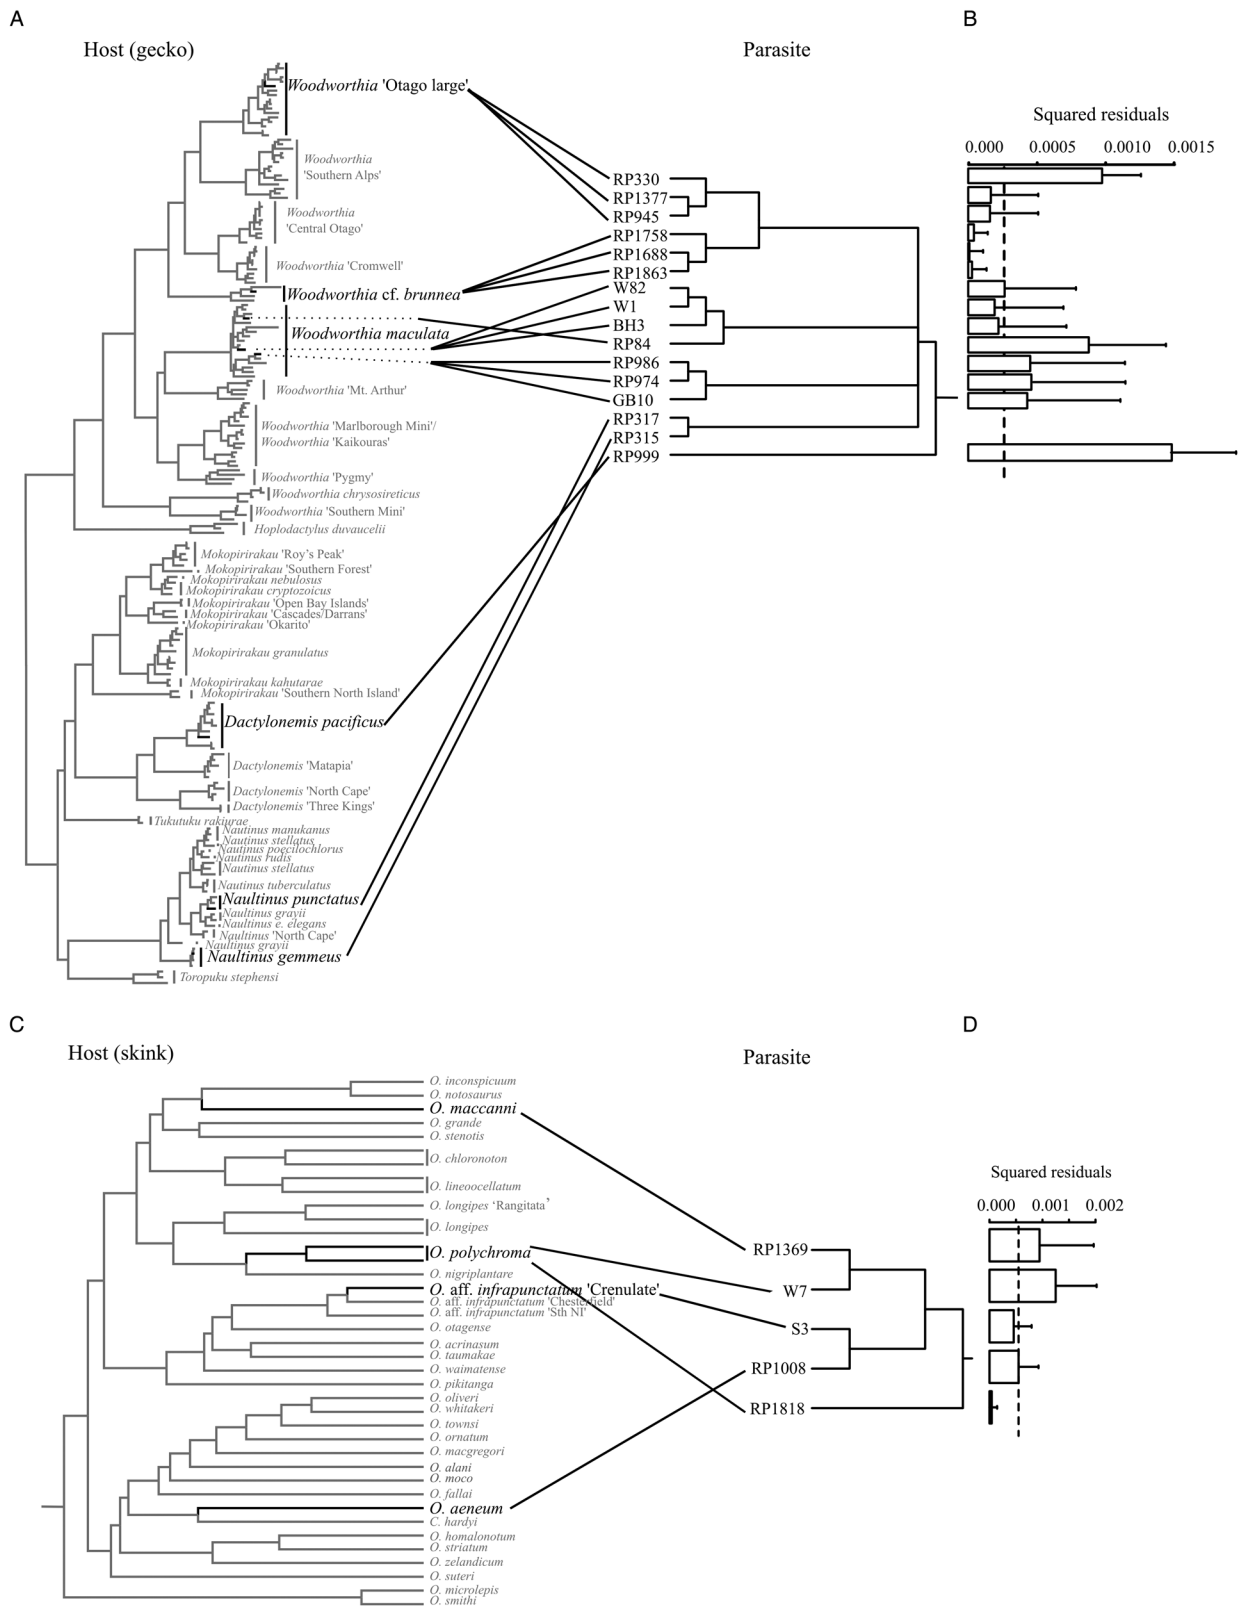 A
Host (gecko)
Parasite
B
Squared residuals
0.0000 0.0005 0.0010 0.0015
Woodworthia 'Otago large'
Woodworthia
'Southern Alps'
Woodworthia
'Central Otago'
Woodworthia 'Cromwell'
Woodworthia cf. brunnea
Woodworthia maculata
Woodworthia 'Mt. Arthur'
Woodworthia 'Marlborough Mini'/
Woodworthia 'Kaikouras'
Woodworthia 'Pygmy'
Woodworthia chrysosireticus
Woodworthia 'Southern Mini'
Hoplodactylus duvaucelii
Mokopirirakau 'Roy's Peak'
Mokopirirakau 'Southern Forest'
Mokopirirakau nebulosus
Mokopirirakau cryptozoicus
Mokopirirakau 'Open Bay Islands'
Mokopirirakau 'Cascades/Darrans'
Mokopirirakau 'Okarito'
Mokopirirakau granulatus
Mokopirirakau kahutarae
Mokopirirakau 'Southern North Island'
Dactylonemis pacificus
Dactylonemis 'Matapia'
Dactylonemis 'North Cape'
Dactylonemis 'Three Kings'
Tukutuku rakiurae
Nautinus manukanus
Nautinus stellatus
Nautinus poecilochlorus
Nautinus rudis
Nautinus stellatus
Nautinus tuberculatus
Naultinus punctatus
Naultinus grayii
Naultinus e. elegans
Naultinus 'North Cape'
Naultinus grayii
Naultinus gemmeus
Toropuku stephensi
RP330
RP1377
RP945
RP1758
RP1688
RP1863
W82
W1
BH3
RP84
RP986
RP974
GB10
RP317
RP315
RP999
C
Host (skink)
Parasite
D
Squared residuals
0.000 0.001 0.002
O. inconspicuum
O. notosaurus
O. maccanni
O. grande
O. stenotis
O. chloronoton
O. lineoocellatum
O. longipes ‘Rangitata’
O. longipes
O. polychroma
O. nigriplantare
O. aff. infrapunctatum 'Crenulate'
O. aff. infrapunctatum 'Chesterfield'
O. aff. infrapunctatum 'Sth NI'
O. otagense
O. acrinasum
O. taumakae
O. waimatense
O. pikitanga
O. oliveri
O. whitakeri
O. townsi
O. ornatum
O. macgregori
O. alani
O. moco
O. fallai
O. aeneum
C. hardyi
O. homalonotum
O. striatum
O. zelandicum
O. suteri
O. microlepis
O. smithi
RP1369
W7
S3
RP1008
RP1818